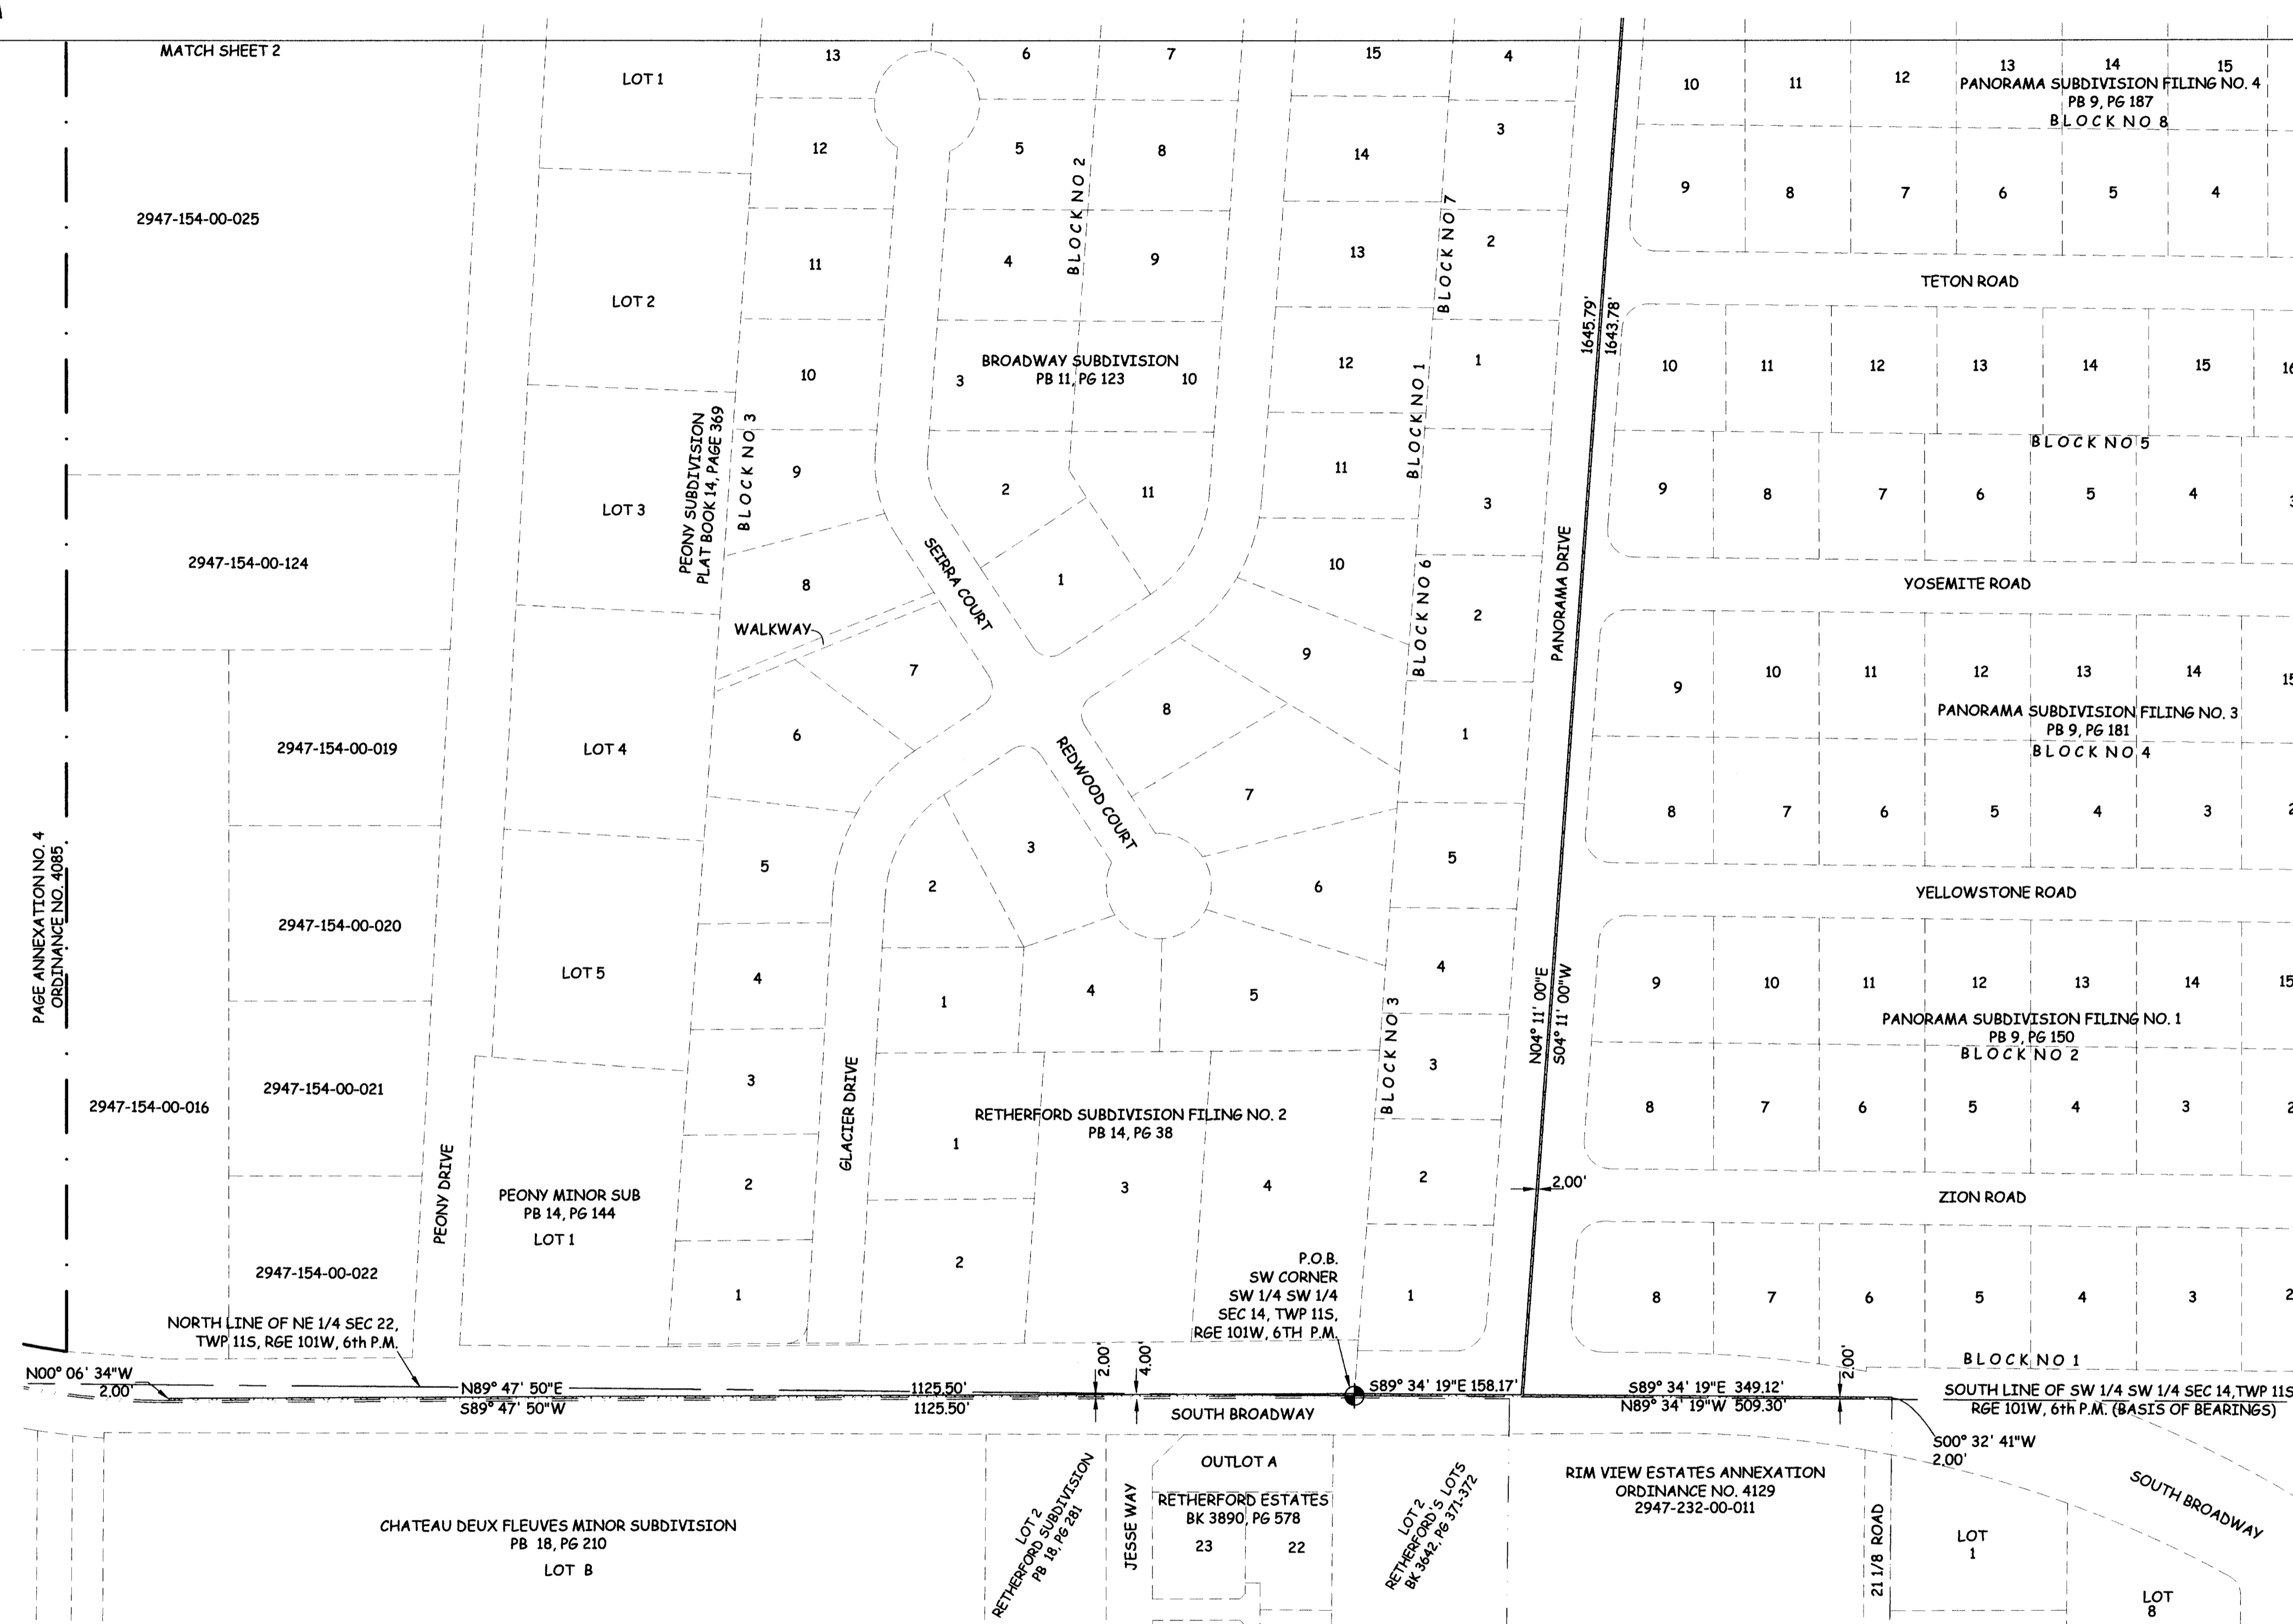 MATCH SHEET 2
LOT 1
13
6
7
15
4
10
11
12
13
14
15
PANORAMA SUBDIVISION FILING NO. 4
PB 9, PG 187
BLOCK NO 8
12
5
8
14
3
9
8
7
6
5
4
2947-154-00-025
BLOCK NO 2
BLOCK NO 7
11
4
9
13
2
TETON ROAD
LOT 2
1645.79'
1643.78'
10
3
BROADWAY SUBDIVISION
PB 11, PG 123
10
12
1
10
11
12
13
14
15
16
BLOCK NO 5
PEONY SUBDIVISION
PLAT BOOK 14, PAGE 369
BLOCK NO 3
BLOCK NO 1
9
2
11
11
3
9
8
7
6
5
4
3
LOT 3
2947-154-00-124
SEIRRA COURT
8
1
10
PANORAMA DRIVE
YOSEMITE ROAD
WALKWAY
BLOCK NO 6
2
7
9
9
10
11
12
13
14
15
PANORAMA SUBDIVISION FILING NO. 3
PB 9, PG 181
BLOCK NO 4
2947-154-00-019
LOT 4
6
8
1
REDWOOD COURT
7
8
7
6
5
4
3
2
PAGE ANNEXATION NO. 4
ORDINANCE NO. 4085
5
3
2
6
5
YELLOWSTONE ROAD
2947-154-00-020
LOT 5
4
1
4
5
4
N04° 11' 00"E
S04° 11' 00"W
9
10
11
12
13
14
15
PANORAMA SUBDIVISION FILING NO. 1
PB 9, PG 150
BLOCK NO 2
BLOCK NO 3
2947-154-00-016
2947-154-00-021
3
GLACIER DRIVE
RETHERFORD SUBDIVISION FILING NO. 2
PB 14, PG 38
1
3
8
7
6
5
4
3
2
PEONY DRIVE
PEONY MINOR SUB
PB 14, PG 144
LOT 1
2
3
4
2
2.00'
ZION ROAD
2947-154-00-022
1
2
P.O.B.
SW CORNER
SW 1/4 SW 1/4
SEC 14, TWP 11S,
RGE 101W, 6TH P.M.
1
8
7
6
5
4
3
2
BLOCK NO 1
NORTH LINE OF NE 1/4 SEC 22,
TWP 11S, RGE 101W, 6th P.M.
N00° 06' 34"W
2.00'
N89° 47' 50"E
S89° 47' 50"W
1125.50'
1125.50'
2.00'
4.00'
S89° 34' 19"E 158.17'
S89° 34' 19"E 349.12'
N89° 34' 19"W 509.30'
2.00'
SOUTH LINE OF SW 1/4 SW 1/4 SEC 14, TWP 11S
RGE 101W, 6th P.M. (BASIS OF BEARINGS)
S00° 32' 41"W
2.00'
SOUTH BROADWAY
SOUTH BROADWAY
CHATEAU DEUX FLEUVES MINOR SUBDIVISION
PB 18, PG 210
LOT B
LOT 2
RETHERFORD SUBDIVISION
PB 18, PG 281
JESSE WAY
OUTLOT A
RETHERFORD ESTATES
BK 3890, PG 578
23
22
LOT 2
RETHERFORD'S LOTS
BK 3642, PG 371-372
RIM VIEW ESTATES ANNEXATION
ORDINANCE NO. 4129
2947-232-00-011
21 1/8 ROAD
LOT
1
LOT
8